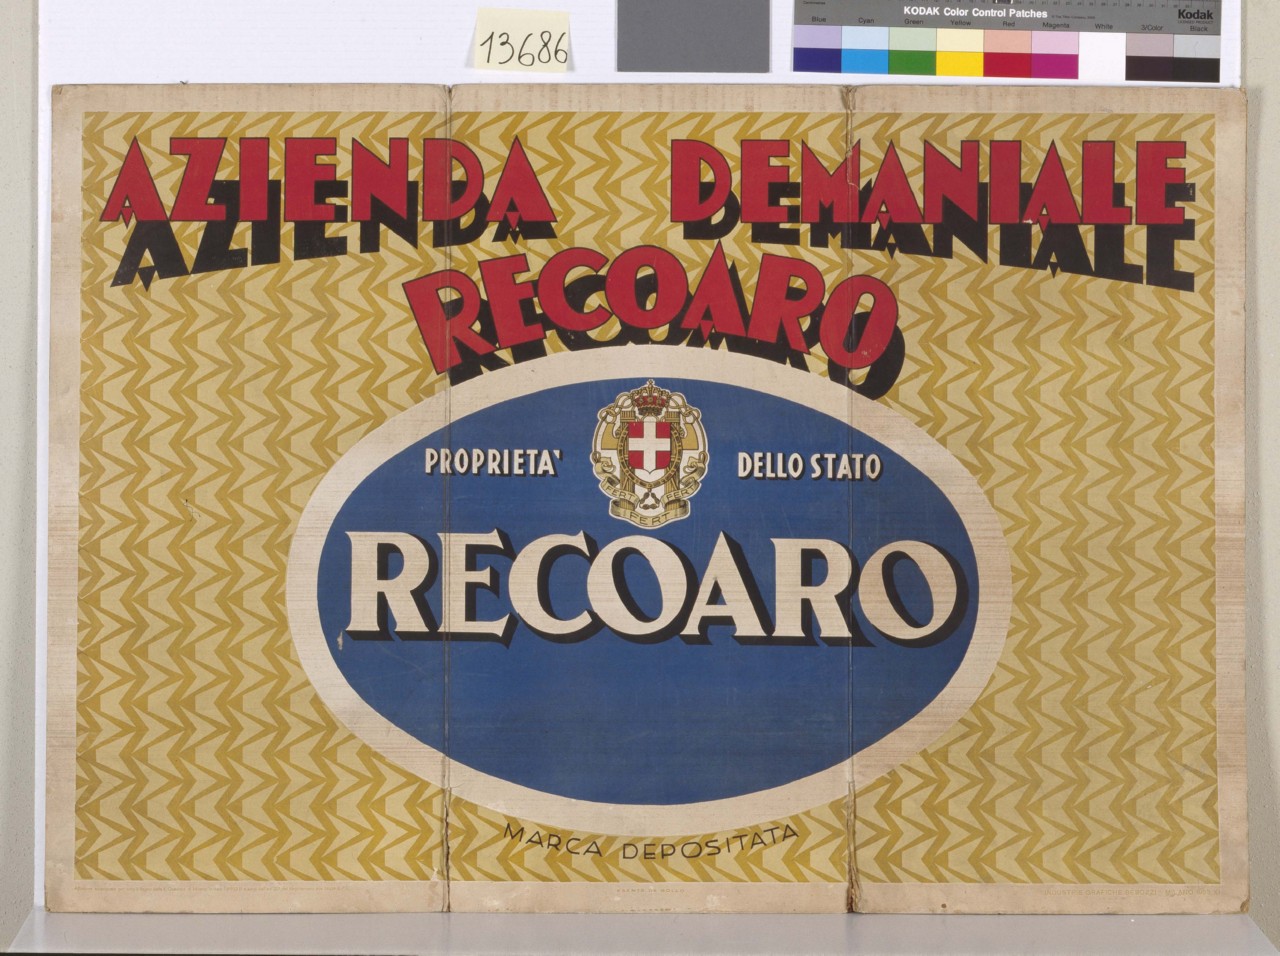 13686
KODAK Color Control Patches
Kodak
Blue Cyan Green Yellow Red Magenta White 3/Color Black
AZIENDA DEMANIALE
RECOARO
PROPRIETA' DELLO STATO
FERT FERT
FERT
RECOARO
MARCA DEPOSITATA